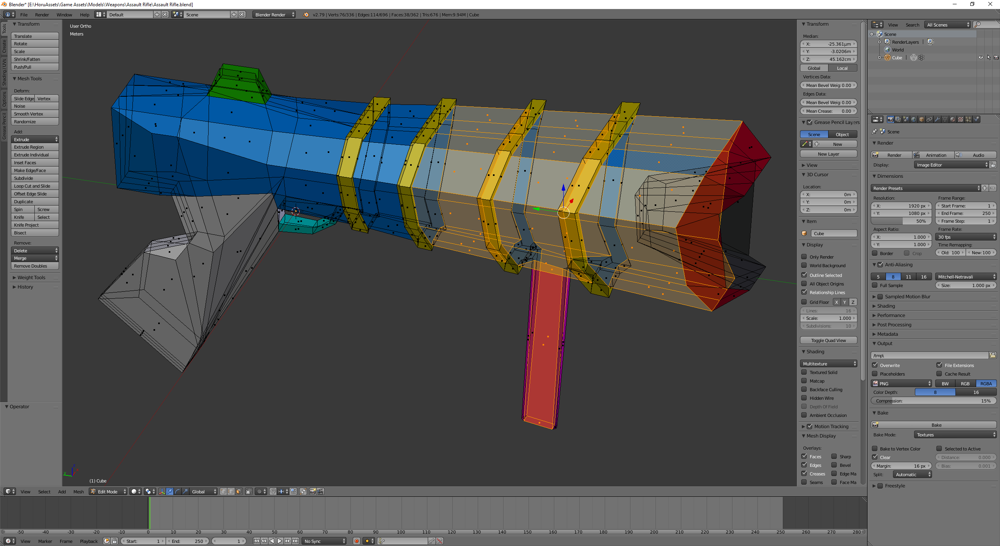 Blender* [E:\HoruAssets\Game Assets\Models\Weapons\Assault Rifle\Assault Rifle.blend]
File Render Window Help Default Scene Blender Render v2.79 | Verts:76/336 | Edges:114/696 | Faces:38/362 | Tris:676 | Mem:9.94M | Cube
Tools
Create
Shading / UVs
Options
Grease Pencil
Transform
Translate
Rotate
Scale
Shrink/Fatten
Push/Pull
Mesh Tools
Deform:
Slide Edge Vertex
Noise
Smooth Vertex
Randomize
Add:
Extrude
Extrude Region
Extrude Individual
Inset Faces
Make Edge/Face
Subdivide
Loop Cut and Slide
Offset Edge Slide
Duplicate
Spin Screw
Knife Select
Knife Project
Bisect
Remove:
Delete
Merge
Remove Doubles
Weight Tools
History
Operator
User Ortho
Meters
z
y
x
(1) Cube
Transform
Median:
X: -25.361µm
Y: -3.0206m
Z: 45.162cm
Global Local
Vertices Data:
Mean Bevel Weig: 0.00
Edges Data:
Mean Bevel Weig: 0.00
Mean Crease: 0.00
Grease Pencil Layers
Scene Object
New
New Layer
View
3D Cursor
Location:
X: 0m
Y: 0m
Z: 0m
Item
Cube
Display
Only Render
World Background
Outline Selected
All Object Origins
Relationship Lines
Grid Floor X Y Z
Lines: 16
Scale: 1.000
Subdivisions: 10
Toggle Quad View
Shading
Multitexture
Textured Solid
Matcap
Backface Culling
Hidden Wire
Depth Of Field
Ambient Occlusion
Motion Tracking
Mesh Display
Overlays:
Faces Sharp
Edges Bevel
Creases Edge Ma
Seams Face Ma
View Search All Scenes
Scene
RenderLayers |
World
Cube |
Scene
Render
Render Animation Audio
Display: Image Editor
Dimensions
Render Presets
Resolution: Frame Range:
X: 1920 px Start Frame: 1
Y: 1080 px End Frame: 250
50% Frame Step: 1
Aspect Ratio: Frame Rate:
X: 1.000 30 fps
Y: 1.000 Time Remapping:
Border Crop Old: 100 New:100
Anti-Aliasing
5 8 11 16 Mitchell-Netravali
Full Sample Size: 1.000 px
Sampled Motion Blur
Shading
Performance
Post Processing
Metadata
Output
/tmp\
Overwrite File Extensions
Placeholders Cache Result
PNG BW RGB RGBA
Color Depth: 8 16
Compression: 15%
Bake
Bake
Bake Mode: Textures
Bake to Vertex Color Selected to Active
Clear Distance: 0.000
Margin: 16 px Bias: 0.001
Split: Automatic
Freestyle
View Select Add Mesh Edit Mode Global
-50 -40 -30 -20 -10 0 10 20 30 40 50 60 70 80 90 100 110 120 130 140 150 160 170 180 190 200 210 220 230 240 250 260 270 280
View Marker Frame Playback Start: 1 End: 250 1 No Sync